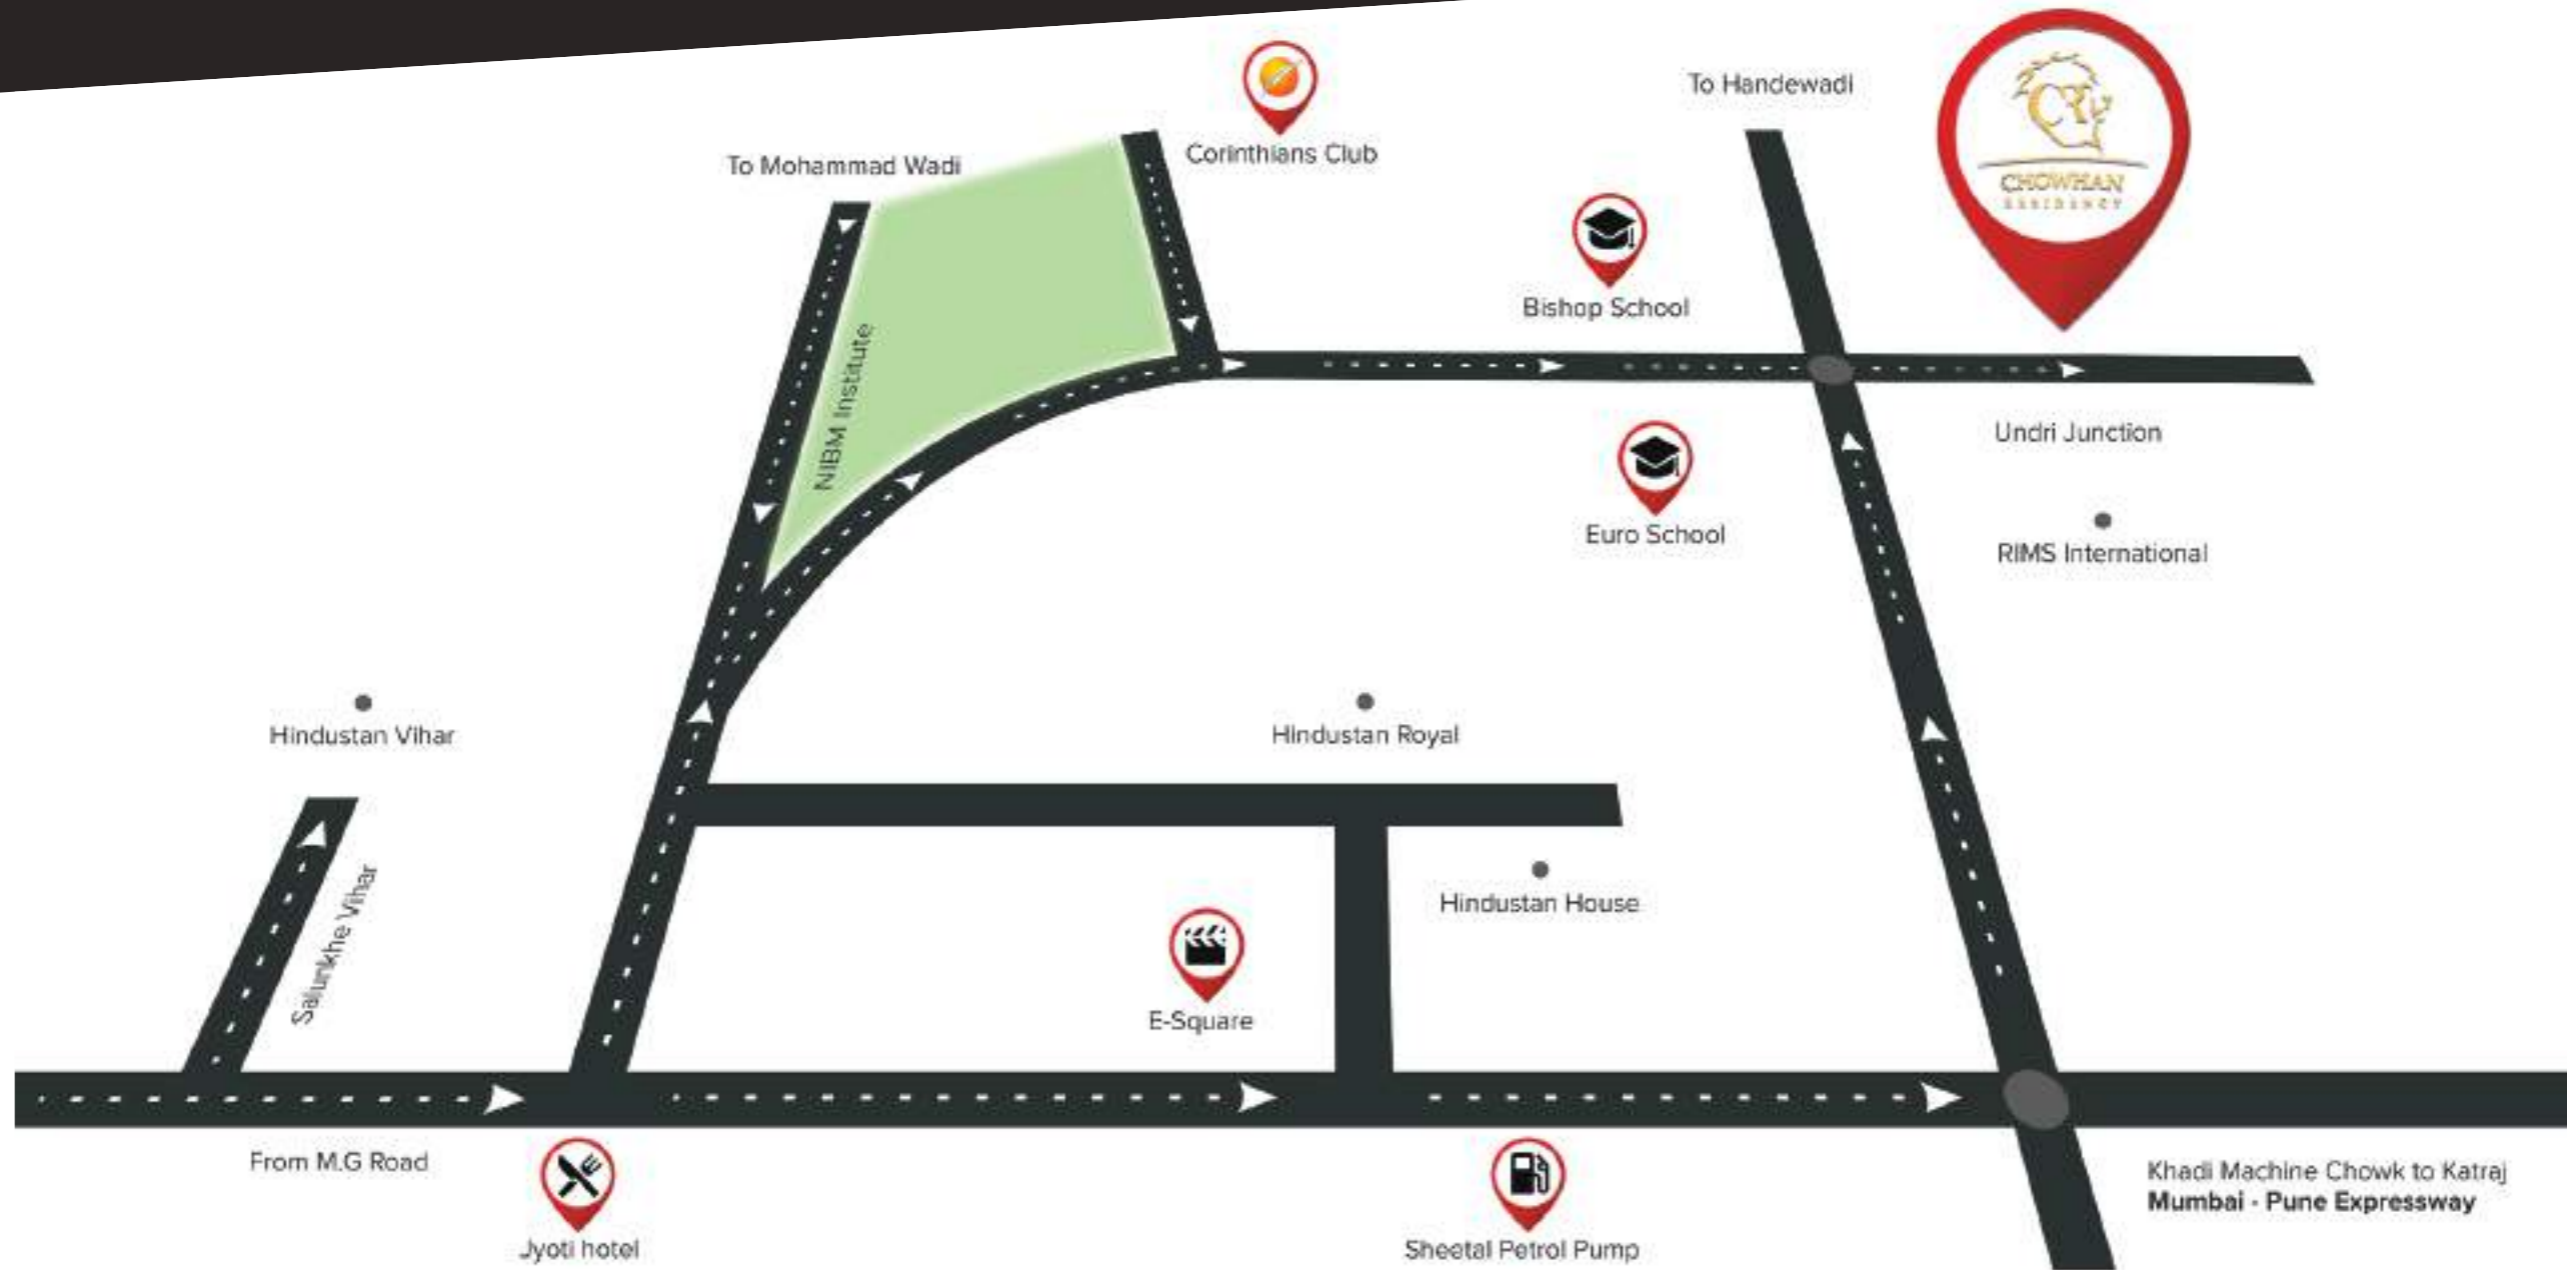 Corinthians Club
To Handewadi
CR
CHOWHAN
RESIDENCY
To Mohammad Wadi
Bishop School
NIBM Institute
Undri Junction
Euro School
RIMS International
Hindustan Vihar
Hindustan Royal
Salunkhe Vihar
Hindustan House
E-Square
From M.G Road
Jyoti hotel
Sheetal Petrol Pump
Khadi Machine Chowk to Katraj
Mumbai - Pune Expressway